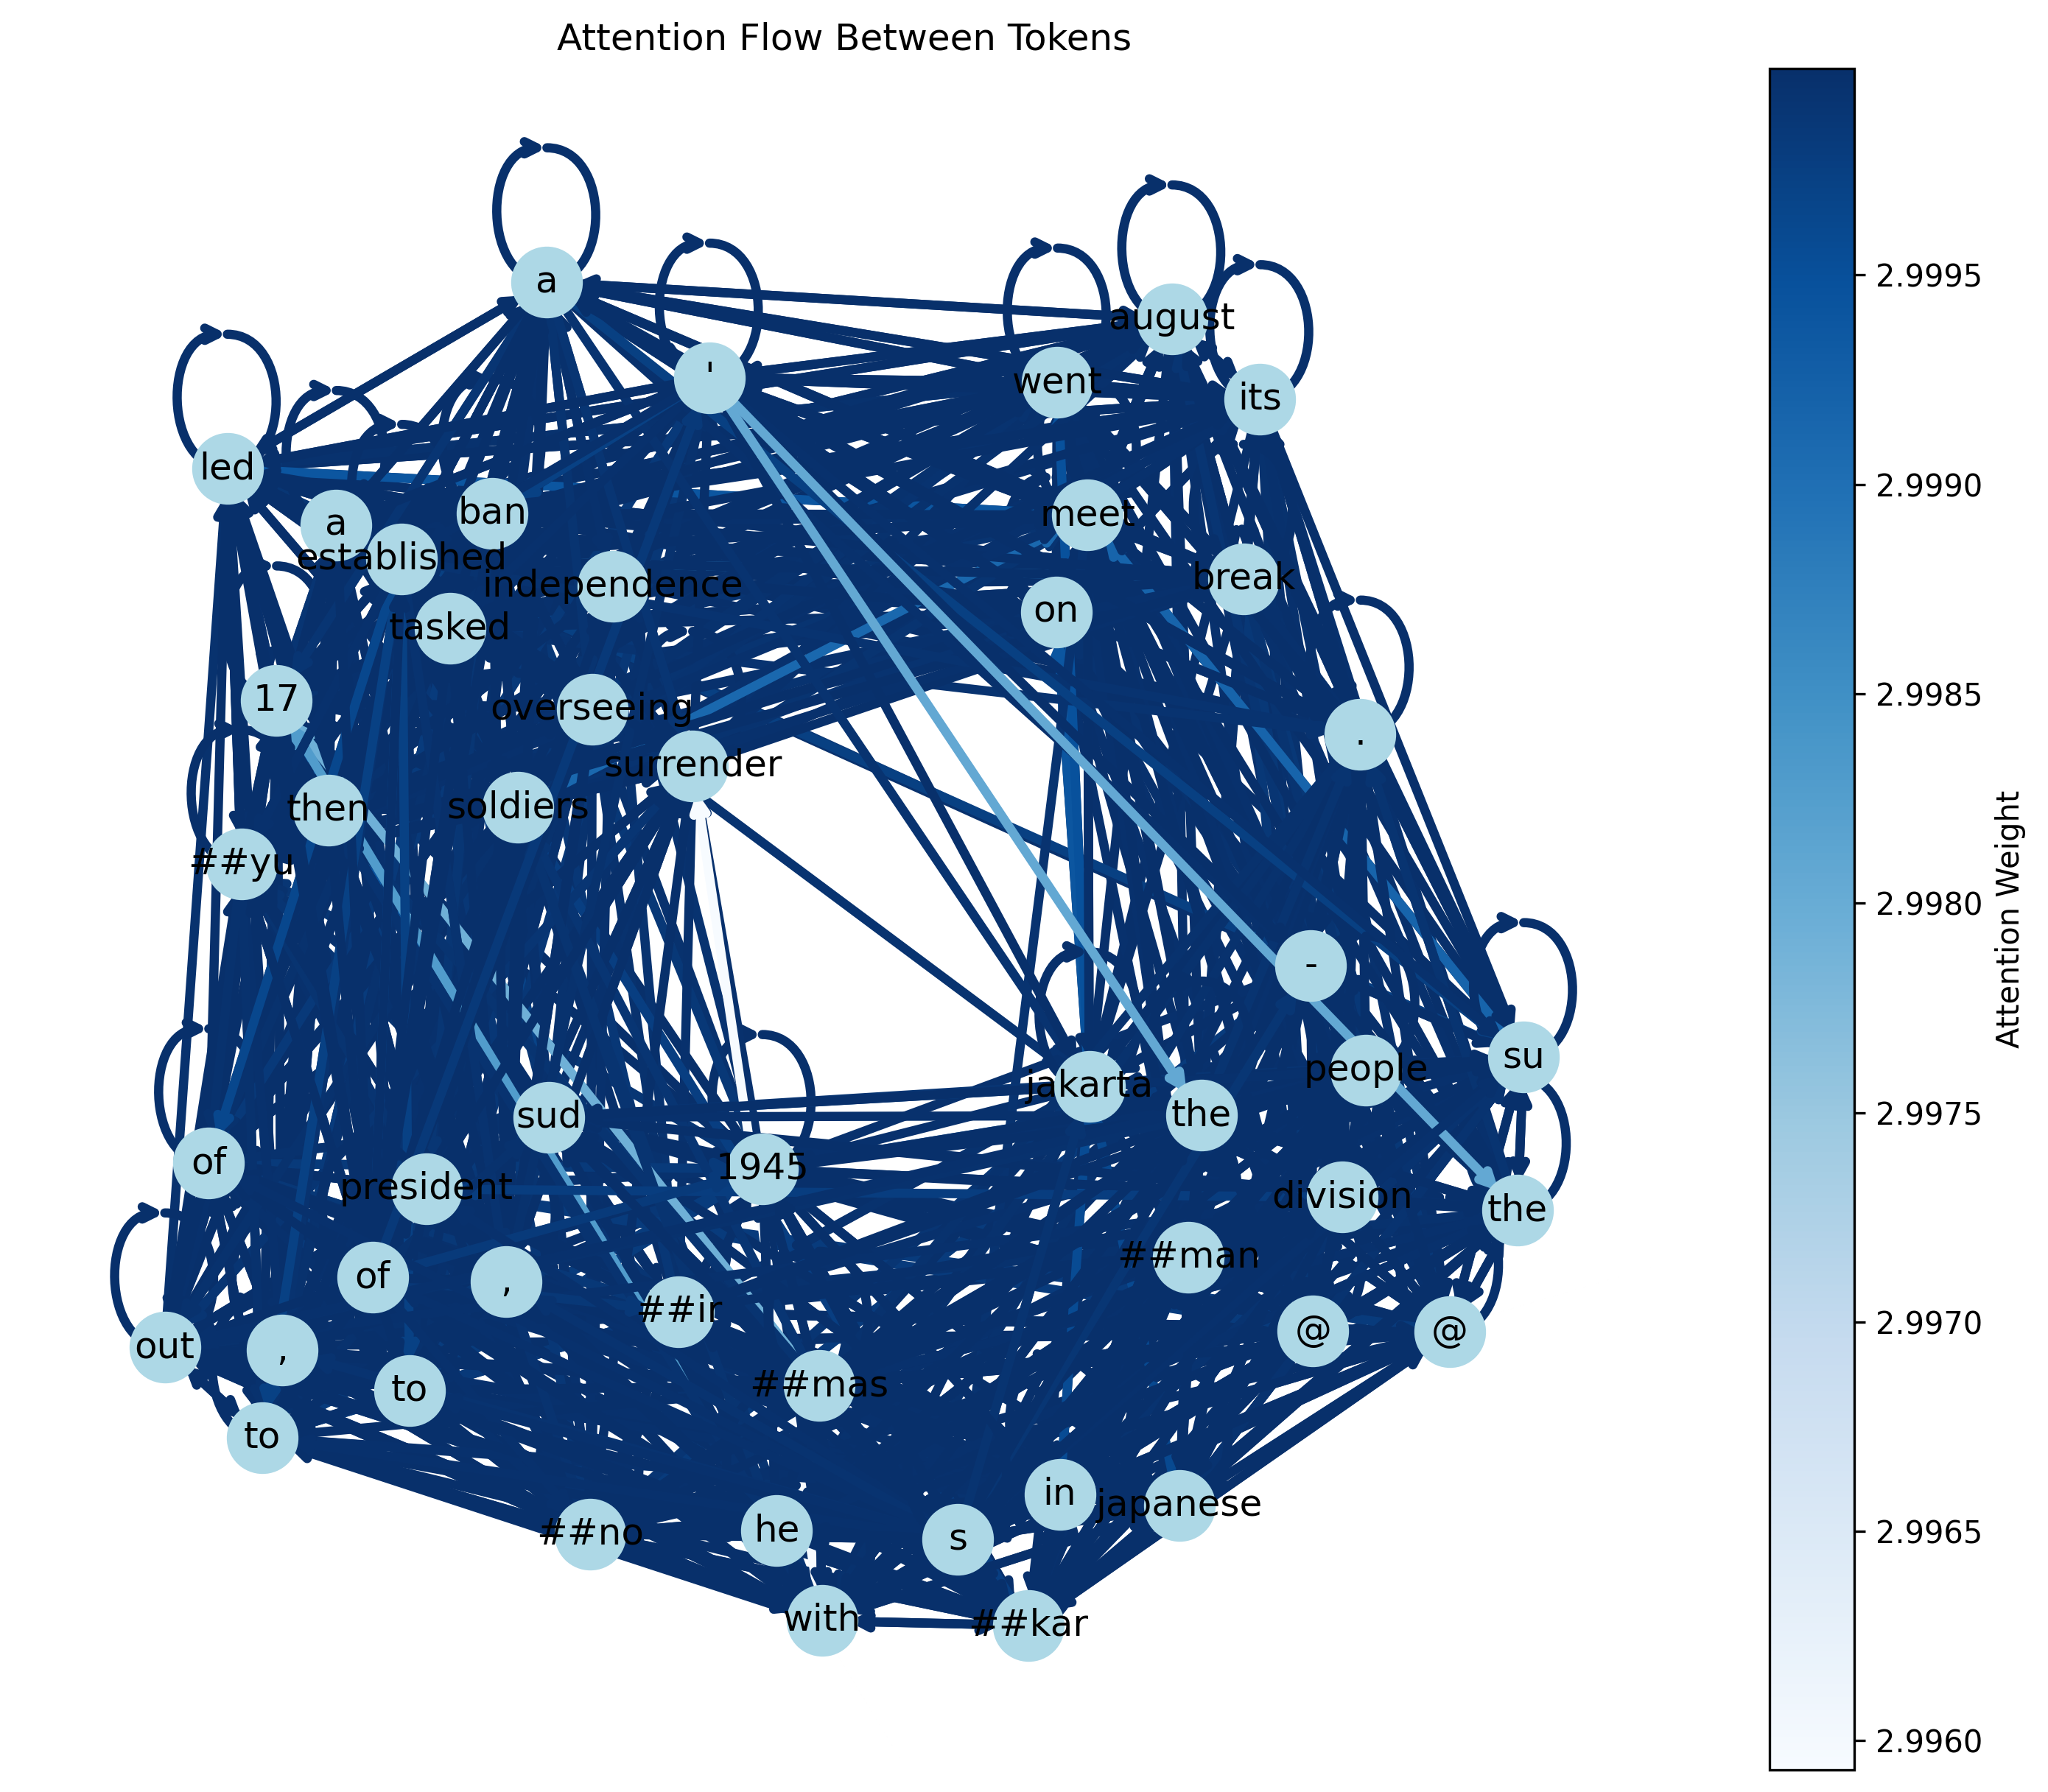 Attention Flow Between Tokens
a
august
'
went
its
led
ban
meet
a
established
independence
break
on
tasked
17
overseeing
.
surrender
then
soldiers
##yu
-
su
people
jakarta
the
sud
of
1945
president
division
the
##man
of
,
##ir
@
@
out
,
to
##mas
to
in
japanese
##no
he
s
with
##kar
2.9995
2.9990
2.9985
2.9980
2.9975
2.9970
2.9965
2.9960
Attention Weight